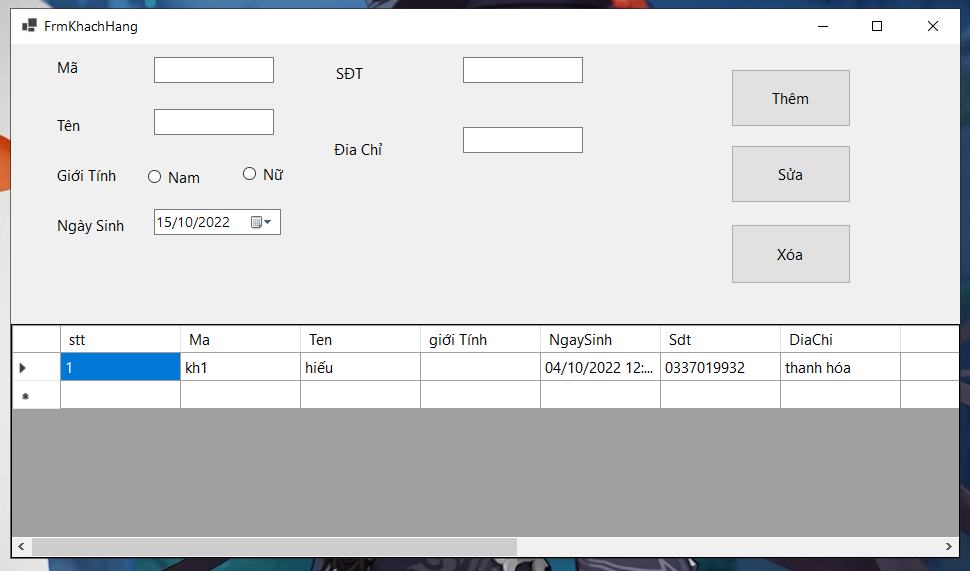 FrmKhachHang
Mã
SĐT
Thêm
Tên
Đia Chỉ
Giới Tính
Nam
Nữ
Sửa
Ngày Sinh
15/10/2022
Xóa
stt Ma Ten giới Tính NgaySinh Sdt DiaChi
1 kh1 hiếu 04/10/2022 12:... 0337019932 thanh hóa